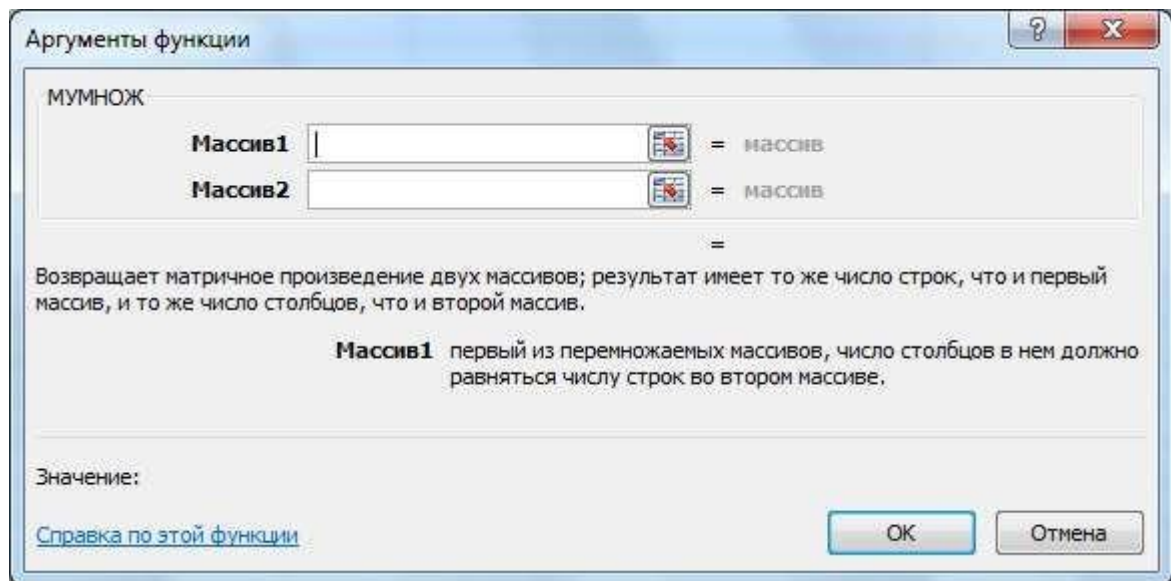 Аргументы функции
МУМНОЖ
Массив1 = массив
Массив2 = массив
=
Возвращает матричное произведение двух массивов; результат имеет то же число строк, что и первый
массив, и то же число столбцов, что и второй массив.
Массив1 первый из перемножаемых массивов, число столбцов в нем должно
равняться числу строк во втором массиве.
Значение:
Справка по этой функции
ОК Отмена